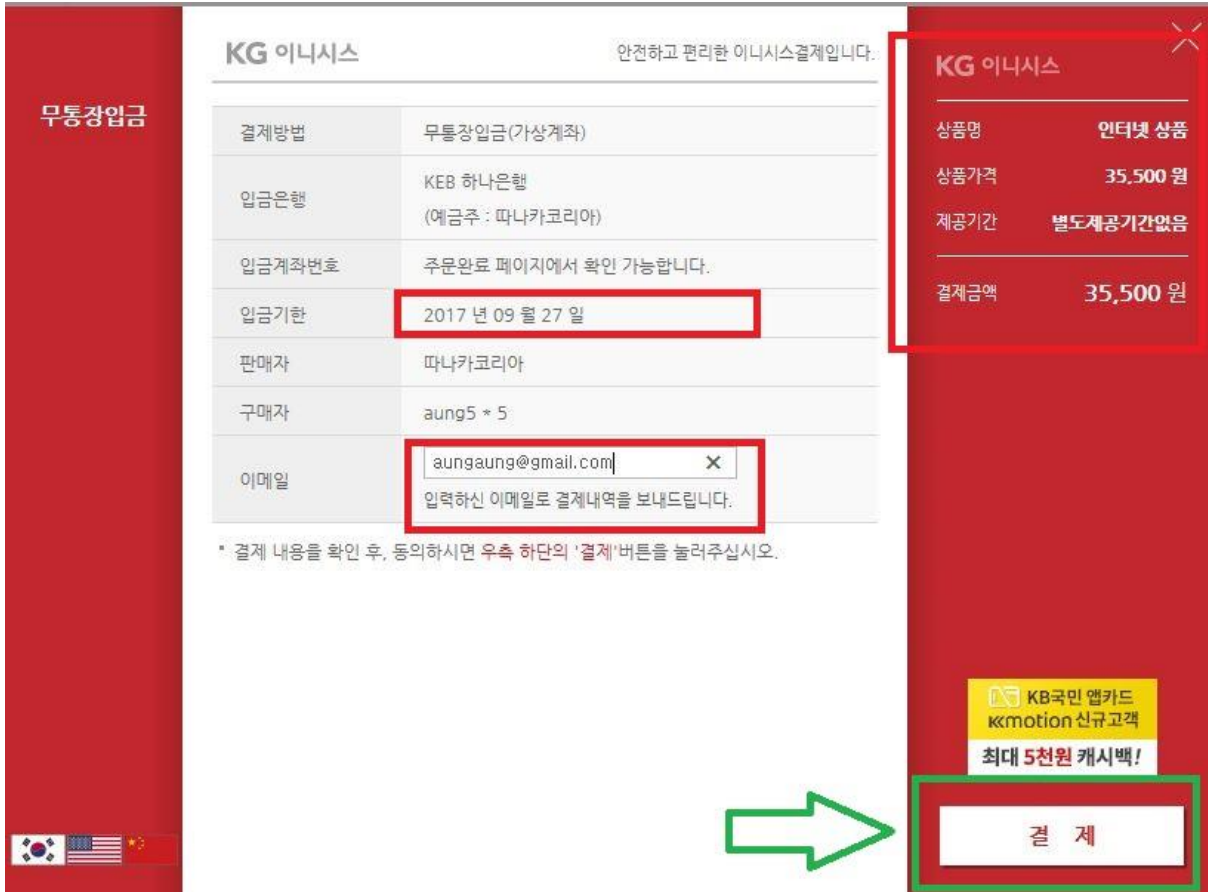 무통장입금
KG 이니시스
안전하고 편리한 이니시스결제입니다.
결제방법 무통장입금(가상계좌)
입금은행 KEB 하나은행
(예금주 : 따나카코리아)
입금계좌번호 주문완료 페이지에서 확인 가능합니다.
입금기한 2017 년 09 월 27 일
판매자 따나카코리아
구매자 aung5 * 5
이메일 aungaung@gmail.com
입력하신 이메일로 결제내역을 보내드립니다.
* 결제 내용을 확인 후, 동의하시면 우측 하단의 '결제'버튼을 눌러주십시오.
KG 이니시스
상품명 인터넷 상품
상품가격 35,500 원
제공기간 별도제공기간없음
결제금액 35,500 원
KB국민 앱카드
K-motion 신규고객
최대 5천원 캐시백!
결 제